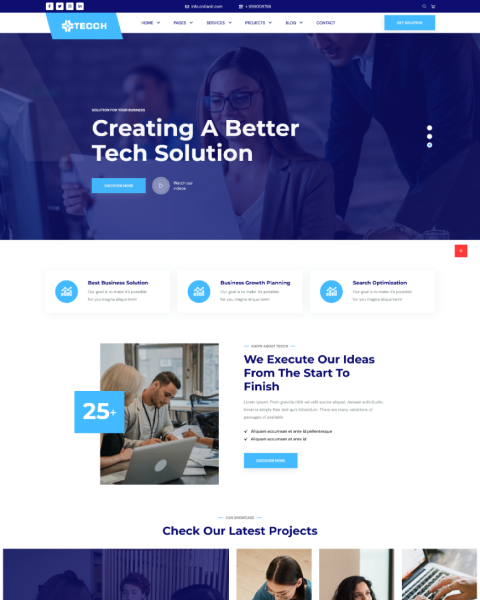 info.cnltanil.com
+ 9990009786
TECCH
HOME
PAGES
SERVICES
PROJECTS
BLOG
CONTACT
GET SOLUTION
SOLUTION FOR YOUR BUSINESS
Creating A Better
Tech Solution
DISCOVER MORE
Watch our
videos
Best Business Solution
Our goal is to make it's possible
for you magna aliqua lorem
Business Growth Planning
Our goal is to make it's possible
for you magna aliqua lorem
Search Optimization
Our goal is to make it's possible
for you magna aliqua lorem
25+
KNOW ABOUT TECCH
We Execute Our Ideas
From The Start To
Finish
Lorem Ipsum. Proin gravida nibh vel velit auctor aliquet. Aenean sollicitudin,
lorem is simply free text quis bibendum. There are many variations of
passages of available
Aliquam accumsan et ante id pellentesque
Aliquam accumsan et ante id
DISCOVER MORE
OUR SHOWCASE
Check Our Latest Projects